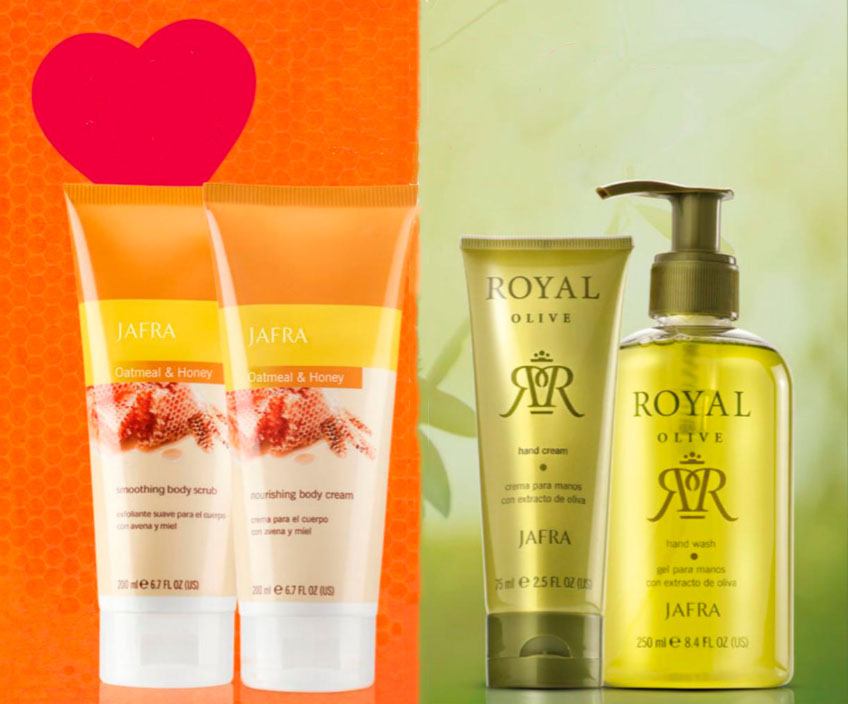 JAFRA
Oatmeal & Honey
smoothing body scrub
exfoliante suave para el cuerpo
con avena y miel
200 ml e 6.7 FL OZ (US)
JAFRA
Oatmeal & Honey
nourishing body cream
crema para el cuerpo
con avena y miel
200 ml e 6.7 FL OZ (US)
ROYAL
OLIVE
RR
hand cream
crema para manos
con extracto de oliva
JAFRA
75 ml e 2.5 FL OZ (US)
ROYAL
OLIVE
RR
hand wash
gel para manos
con extracto de oliva
JAFRA
250 ml e 8.4 FL OZ (US)